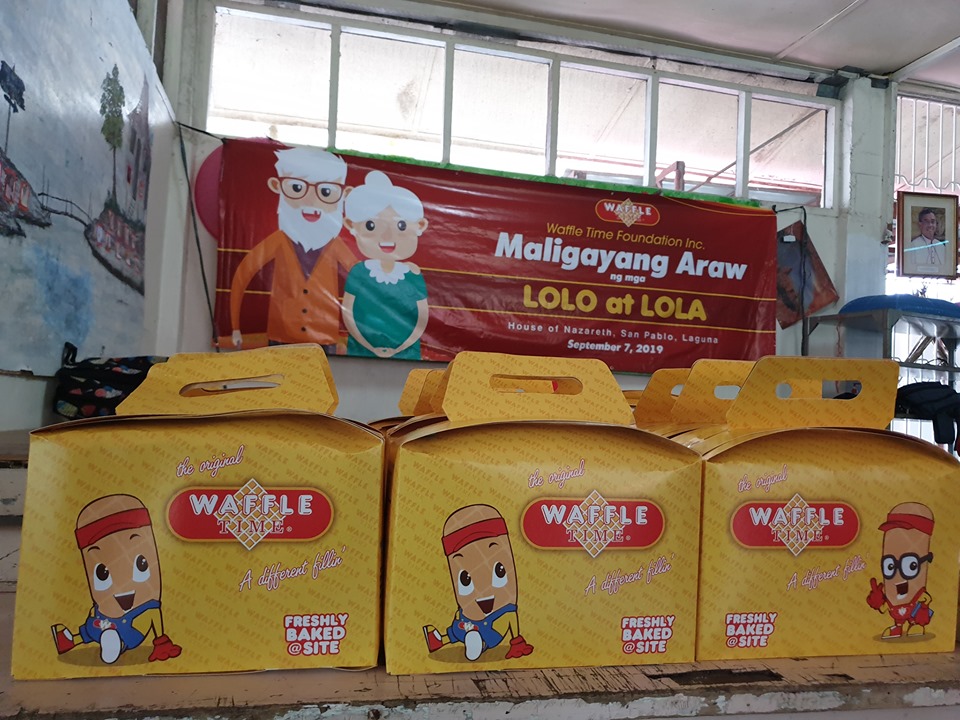 WAFFLE
TIME
Waffle Time Foundation Inc.
Maligayang Araw
ng mga
LOLO at LOLA
House of Nazareth, San Pablo, Laguna
September 7, 2019
the original
WAFFLE
TIME®
A different fillin'
FRESHLY
BAKED
@SITE
the original
WAFFLE
TIME®
A different fillin'
FRESHLY
BAKED
@SITE
the original
WAFFLE
TIME®
A different fillin'
FRESHLY
BAKED
@SITE